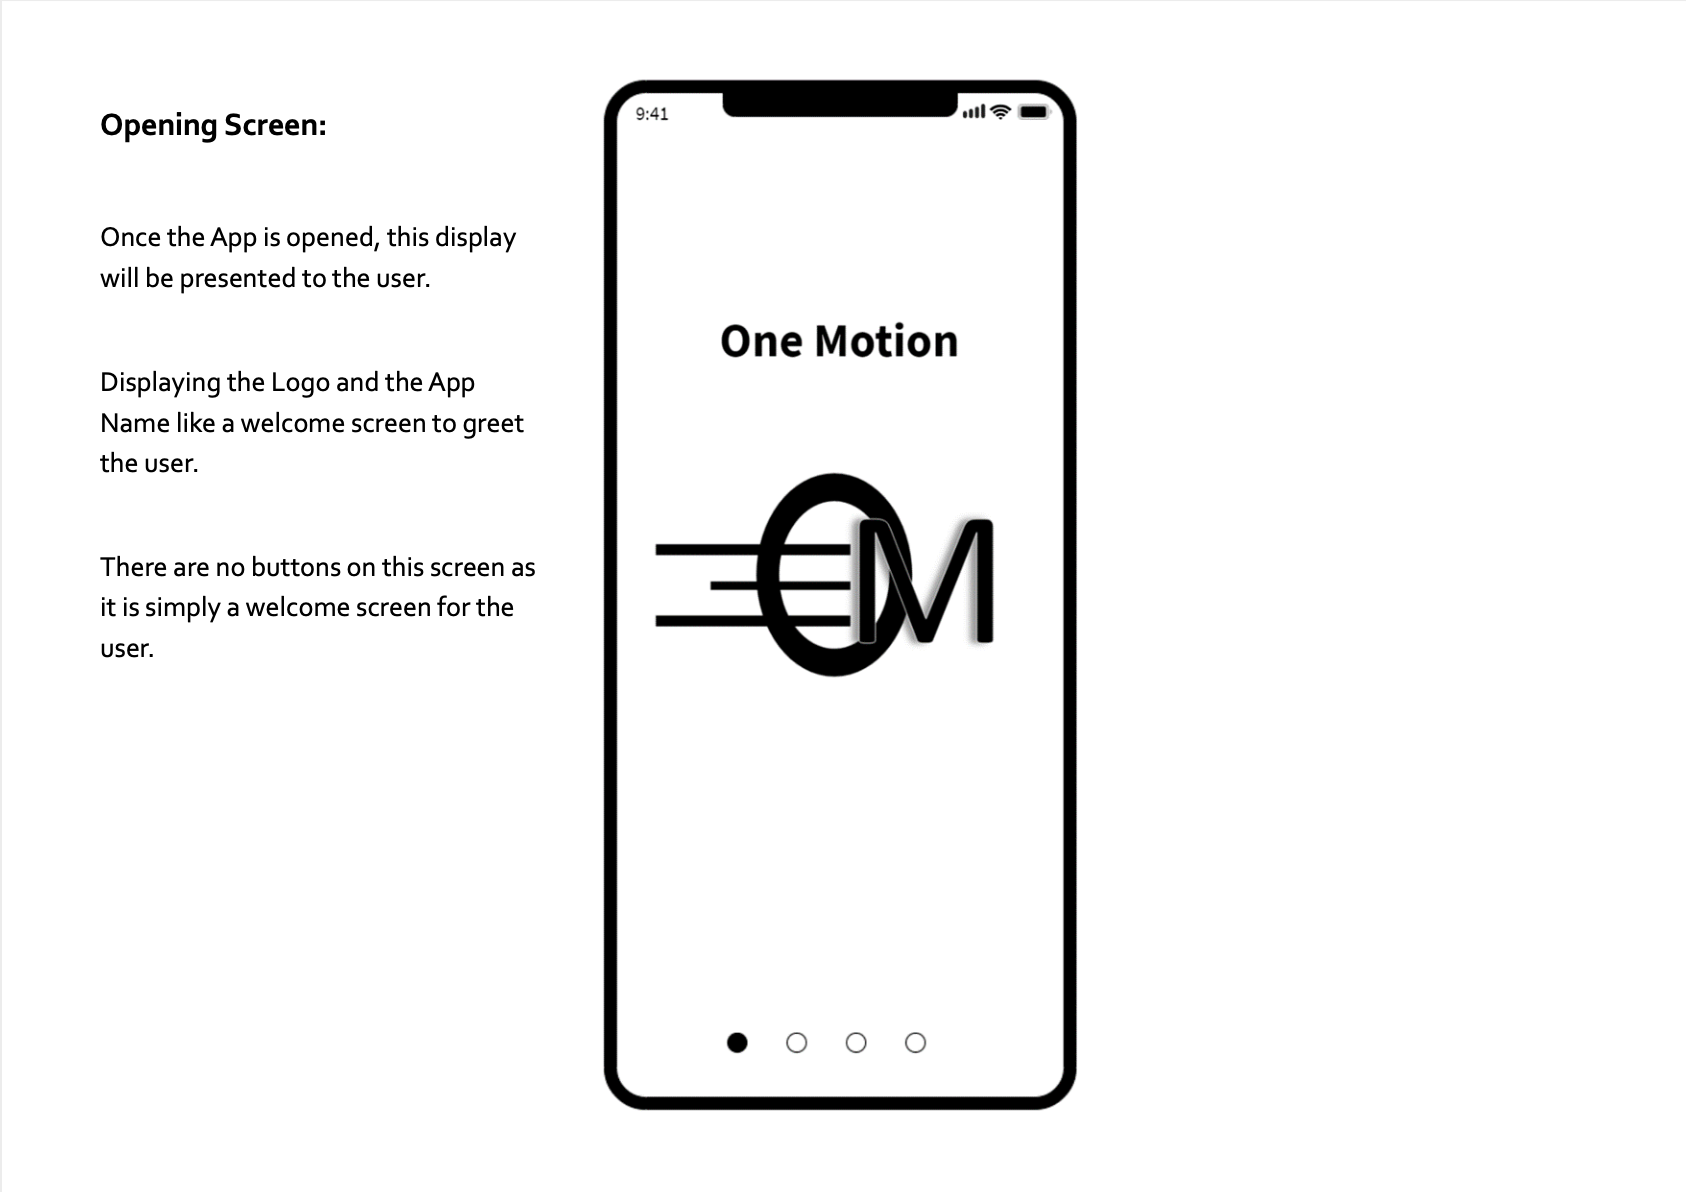 Opening Screen:
Once the App is opened, this display
will be presented to the user.
Displaying the Logo and the App
Name like a welcome screen to greet
the user.
There are no buttons on this screen as
it is simply a welcome screen for the
user.
9:41
One Motion
OM